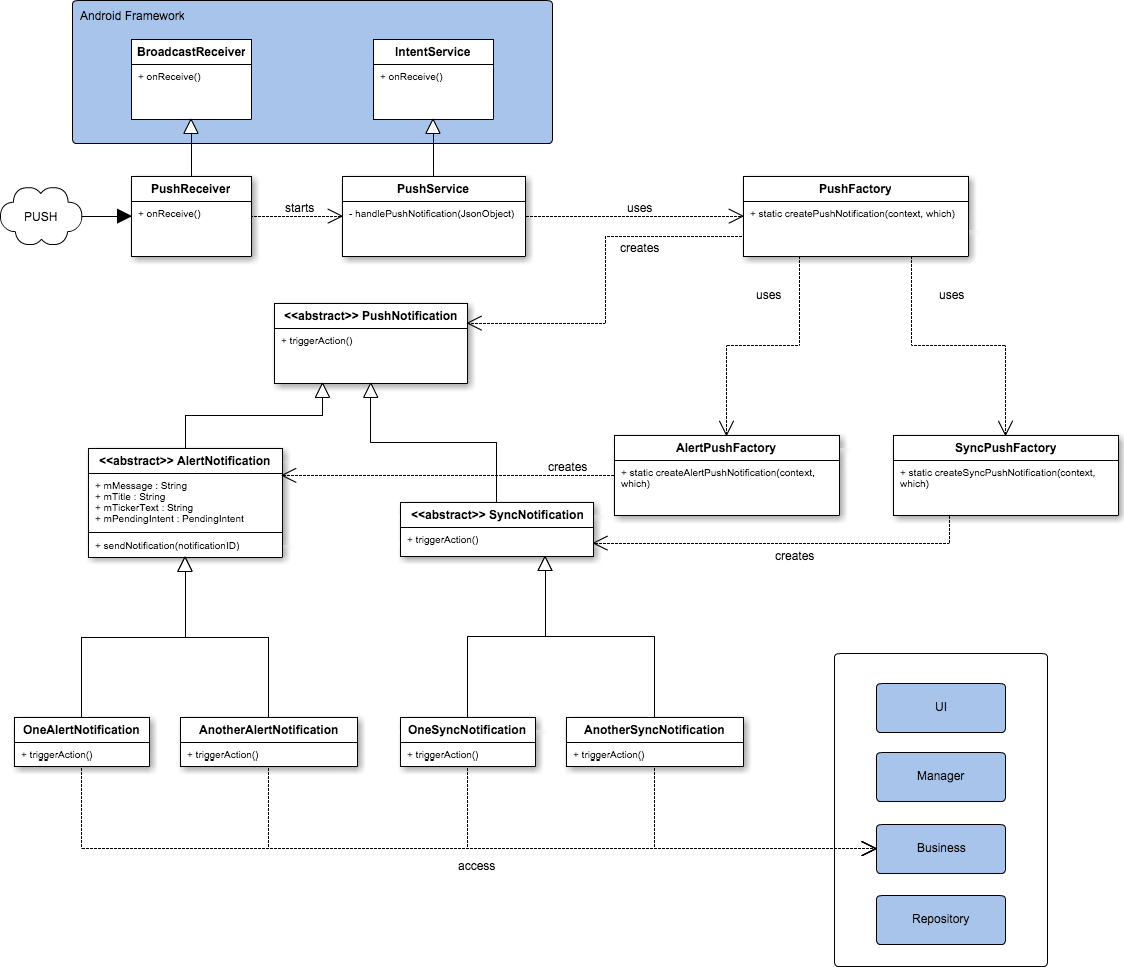 Android Framework
BroadcastReceiver
+ onReceive()
IntentService
+ onReceive()
PUSH
PushReceiver
+ onReceive()
starts
PushService
- handlePushNotification(JsonObject)
uses
PushFactory
+ static createPushNotification(context, which)
creates
uses
uses
<<abstract>> PushNotification
+ triggerAction()
<<abstract>> AlertNotification
+ mMessage : String
+ mTitle : String
+ mTickerText : String
+ mPendingIntent : PendingIntent
+ sendNotification(notificationID)
creates
AlertPushFactory
+ static createAlertPushNotification(context,
which)
SyncPushFactory
+ static createSyncPushNotification(context,
which)
<<abstract>> SyncNotification
+ triggerAction()
creates
OneAlertNotification
+ triggerAction()
AnotherAlertNotification
+ triggerAction()
OneSyncNotification
+ triggerAction()
AnotherSyncNotification
+ triggerAction()
access
UI
Manager
Business
Repository